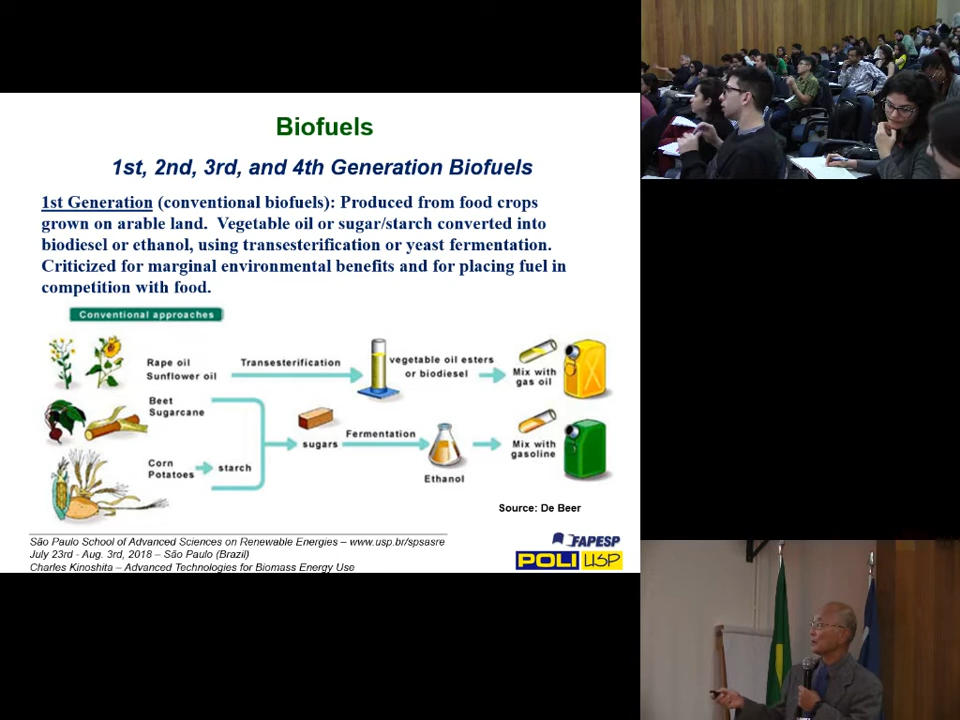 Biofuels
1st, 2nd, 3rd, and 4th Generation Biofuels
1st Generation (conventional biofuels): Produced from food crops
grown on arable land. Vegetable oil or sugar/starch converted into
biodiesel or ethanol, using transesterification or yeast fermentation.
Criticized for marginal environmental benefits and for placing fuel in
competition with food.
Conventional approaches
Rape oil
Sunflower oil
Transesterification
vegetable oil esters
or biodiesel
Mix with
gas oil
Beet
Sugarcane
sugars
Fermentation
Ethanol
Mix with
gasoline
Corn
Potatoes
starch
Source: De Beer
São Paulo School of Advanced Sciences on Renewable Energies – www.usp.br/spsasre
July 23rd - Aug. 3rd, 2018 – São Paulo (Brazil)
Charles Kinoshita – Advanced Technologies for Biomass Energy Use
FAPESP
POLI USP